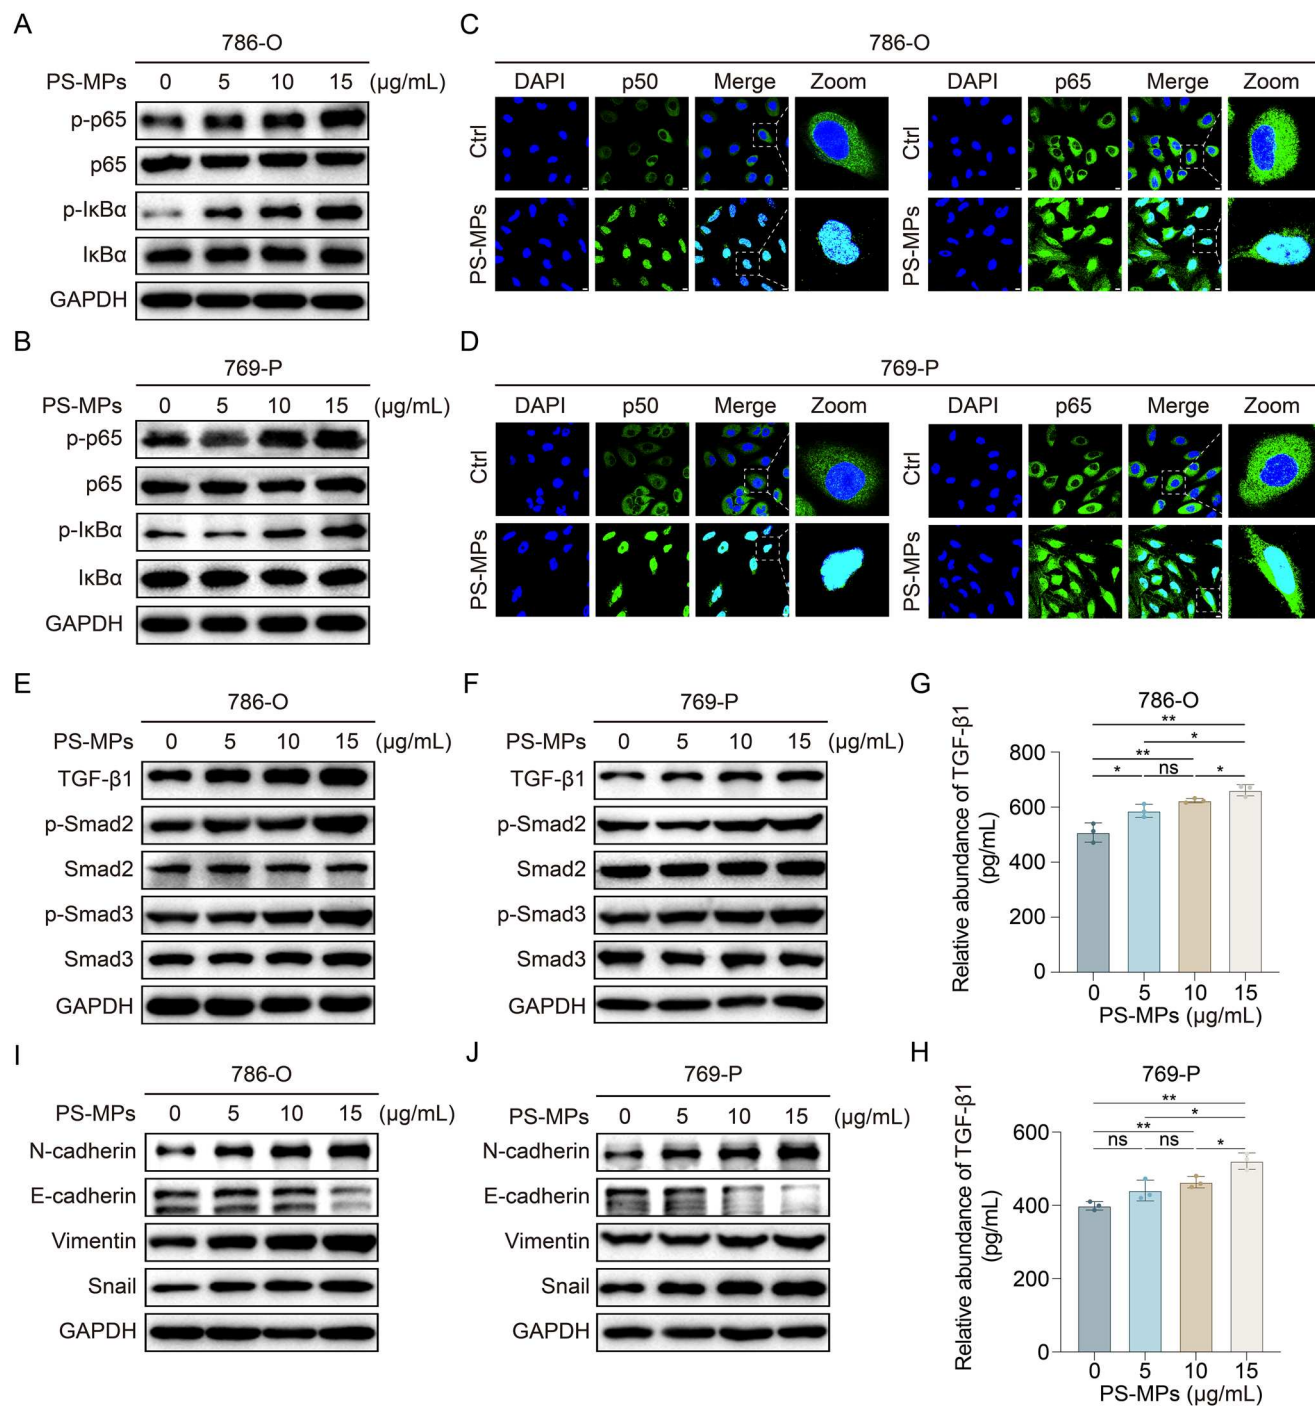 A
786-O
PS-MPs 0 5 10 15 (µg/mL)
p-p65
p65
p-IκBα
IκBα
GAPDH
B
769-P
PS-MPs 0 5 10 15 (µg/mL)
p-p65
p65
p-IκBα
IκBα
GAPDH
C
786-O
DAPI p50 Merge Zoom DAPI p65 Merge Zoom
Ctrl Ctrl
PS-MPs PS-MPs
D
769-P
DAPI p50 Merge Zoom DAPI p65 Merge Zoom
Ctrl Ctrl
PS-MPs PS-MPs
E
786-O
PS-MPs 0 5 10 15 (µg/mL)
TGF-β1
p-Smad2
Smad2
p-Smad3
Smad3
GAPDH
F
769-P
PS-MPs 0 5 10 15 (µg/mL)
TGF-β1
p-Smad2
Smad2
p-Smad3
Smad3
GAPDH
G
786-O
Relative abundance of TGF-β1
(pg/mL)
**
*
**
* ns *
800
600
400
200
0
0 5 10 15
PS-MPs (µg/mL)
I
786-O
PS-MPs 0 5 10 15 (µg/mL)
N-cadherin
E-cadherin
Vimentin
Snail
GAPDH
J
769-P
PS-MPs 0 5 10 15 (µg/mL)
N-cadherin
E-cadherin
Vimentin
Snail
GAPDH
H
769-P
Relative abundance of TGF-β1
(pg/mL)
**
*
**
ns ns *
600
400
200
0
0 5 10 15
PS-MPs (µg/mL)